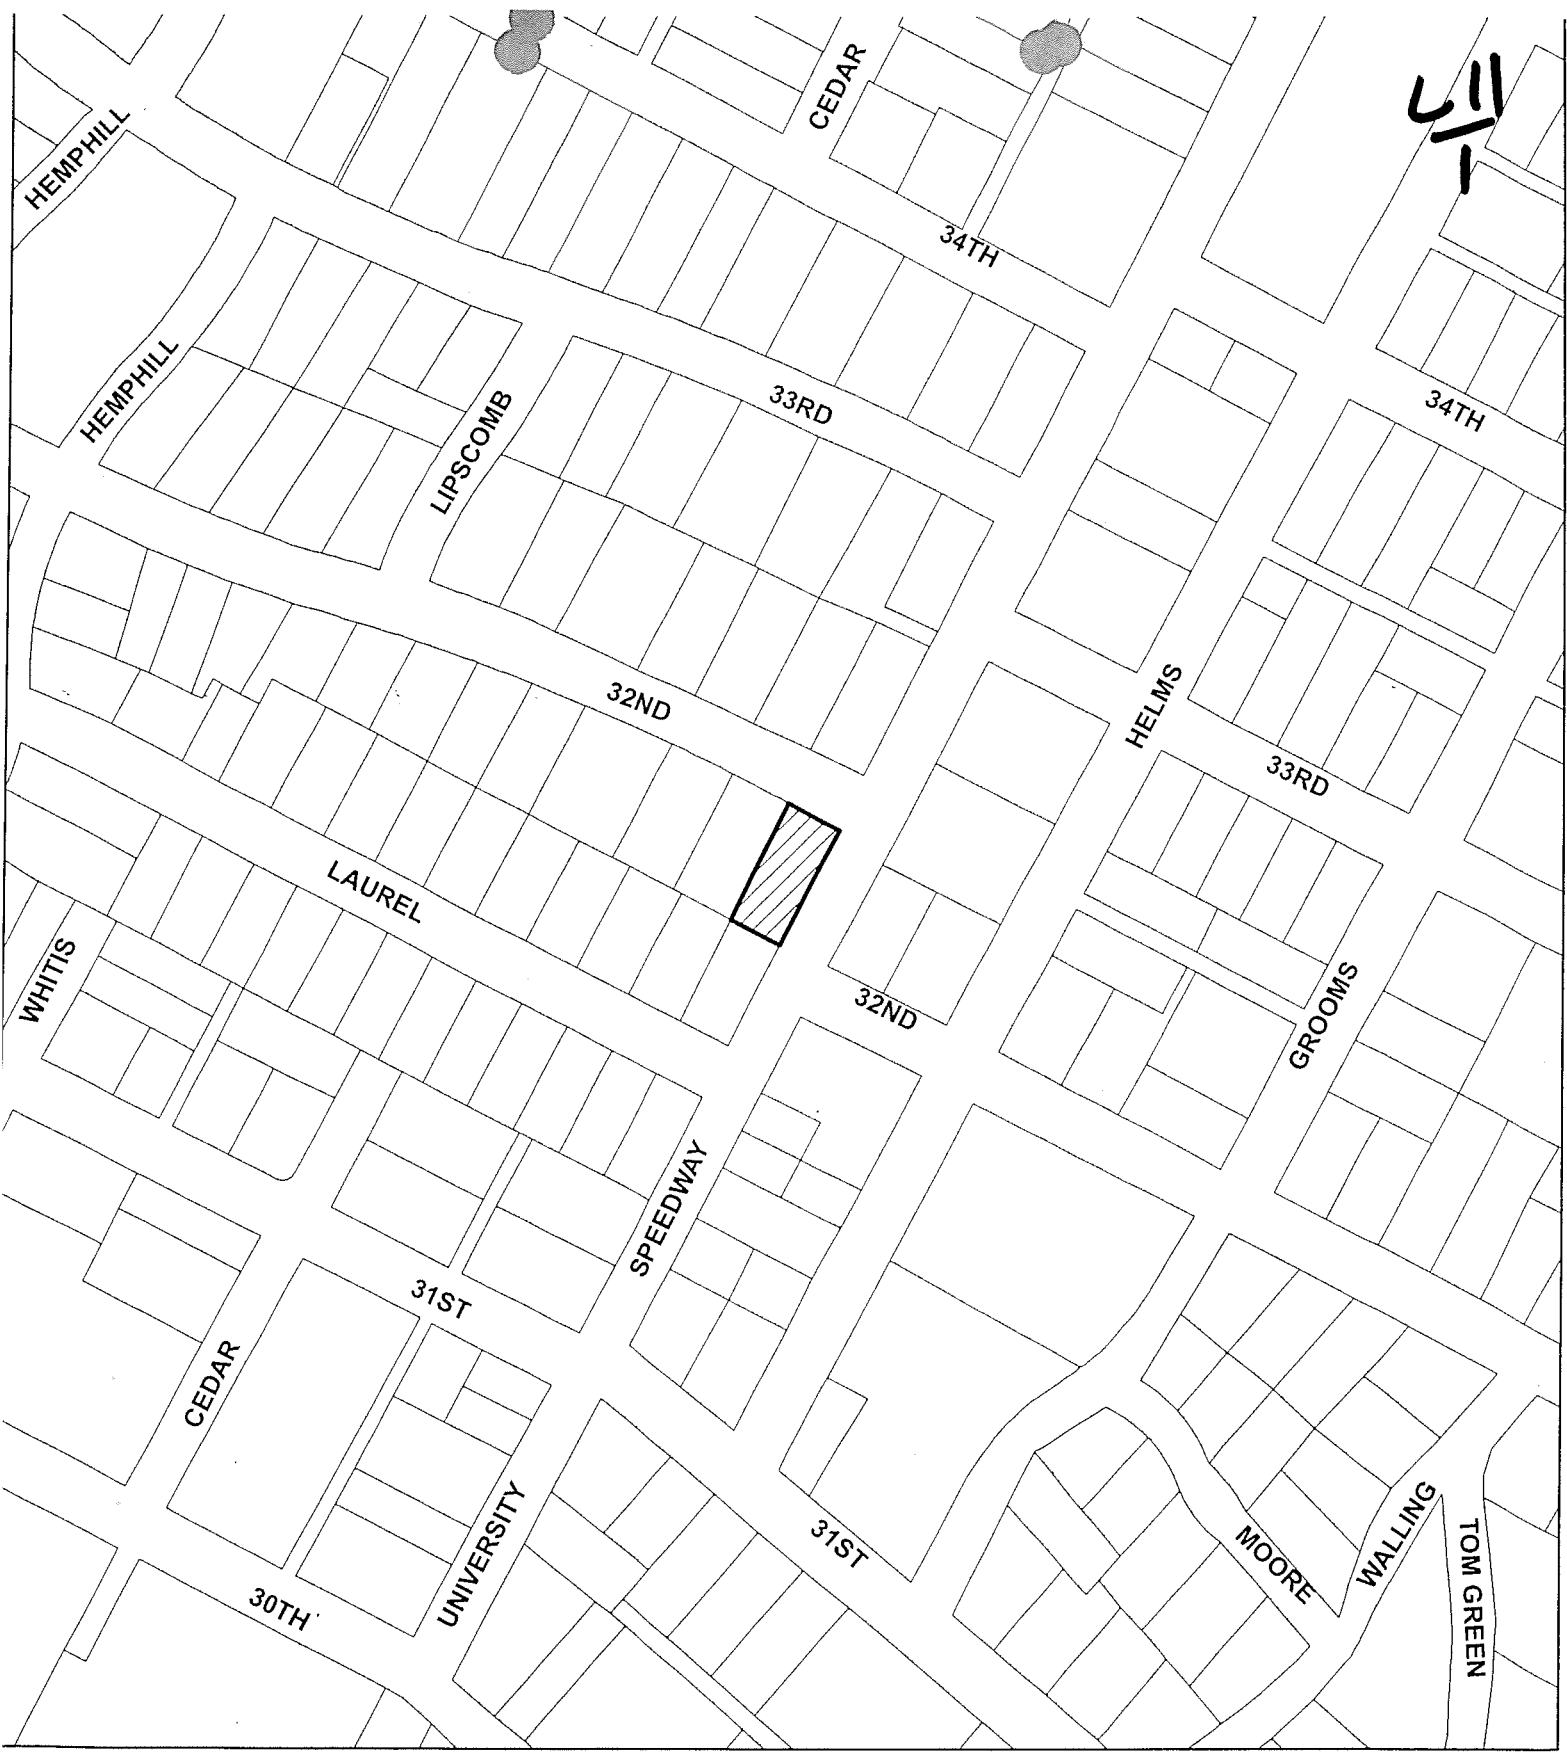 CEDAR
L11
1
HEMPHILL
34TH
HEMPHILL
LIPSCOMB
33RD
34TH
32ND
HELMS
33RD
LAUREL
WHITIS
32ND
GROOMS
SPEEDWAY
31ST
CEDAR
UNIVERSITY
31ST
MOORE
WALLING
TOM GREEN
30TH